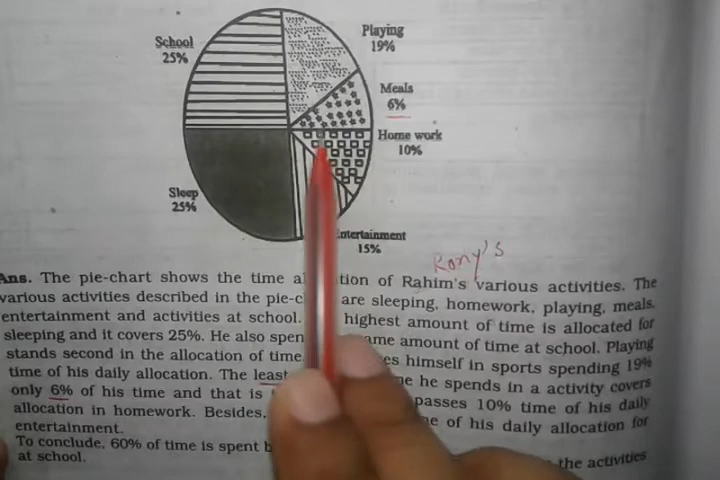 School
25%
Playing
19%
Meals
6%
Home work
10%
Sleep
25%
Entertainment
15%
Rony's
Ans. The pie-chart shows the time tion of Rahim's various activities. The
various activities described in the pie-c are sleeping, homework, playing, meals,
entertainment and activities at school. highest amount of time is allocated for
sleeping and it covers 25%. He also spen ame amount of time at school. Playing
stands second in the allocation of time. es himself in sports spending 19%
time of his daily allocation. The least he spends in a activity covers
only 6% of his time and that is passes 10% time of his daily
allocation in homework. Besides, of his daily allocation for
entertainment.
To conclude, 60% of time is spent the activities
at school.